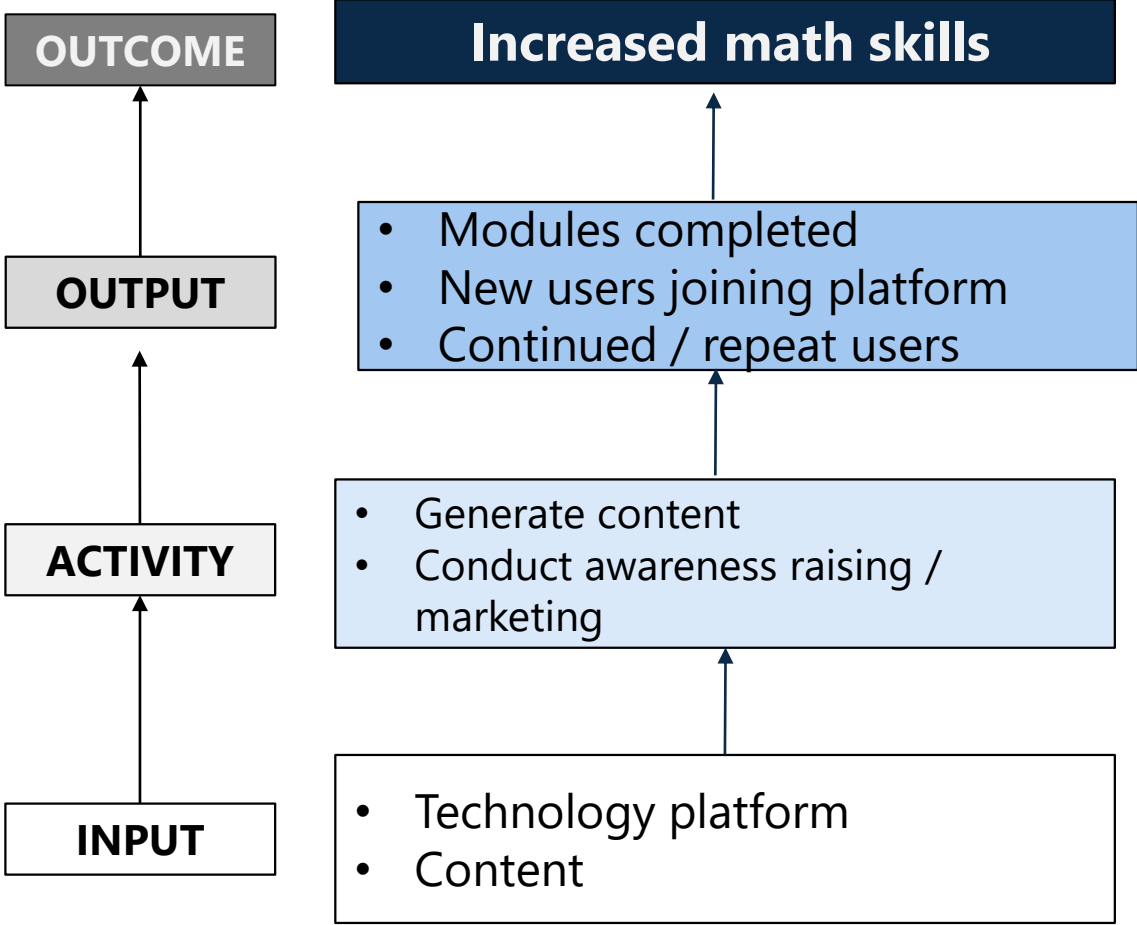 OUTCOME
Increased math skills
OUTPUT
• Modules completed
• New users joining platform
• Continued / repeat users
ACTIVITY
• Generate content
• Conduct awareness raising /
marketing
INPUT
• Technology platform
• Content